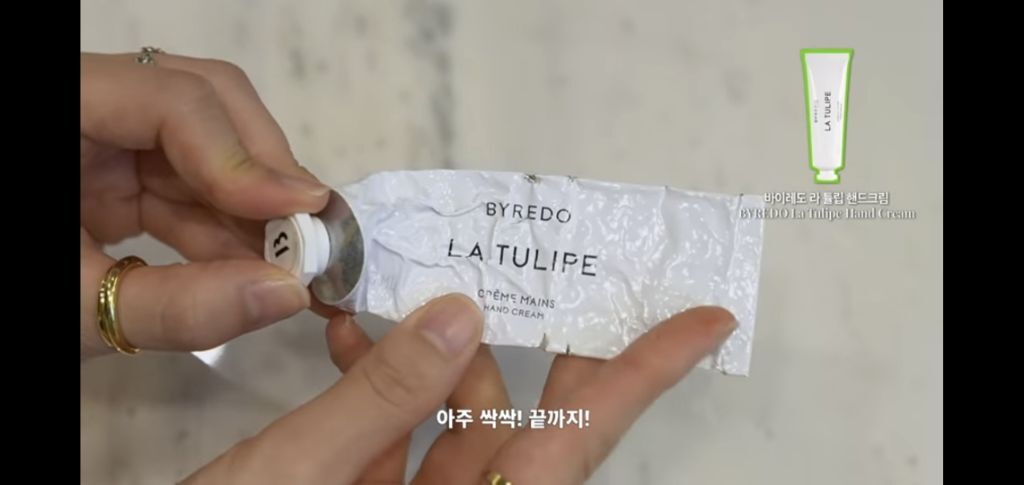 BYREDO
LA TULIPE
CRÈME MAINS
HAND CREAM
B
BYREDO
LA TULIPE
바이레도 라 튤립 핸드크림
BYREDO La Tulipe Hand Cream
아주 싹싹! 끝까지!